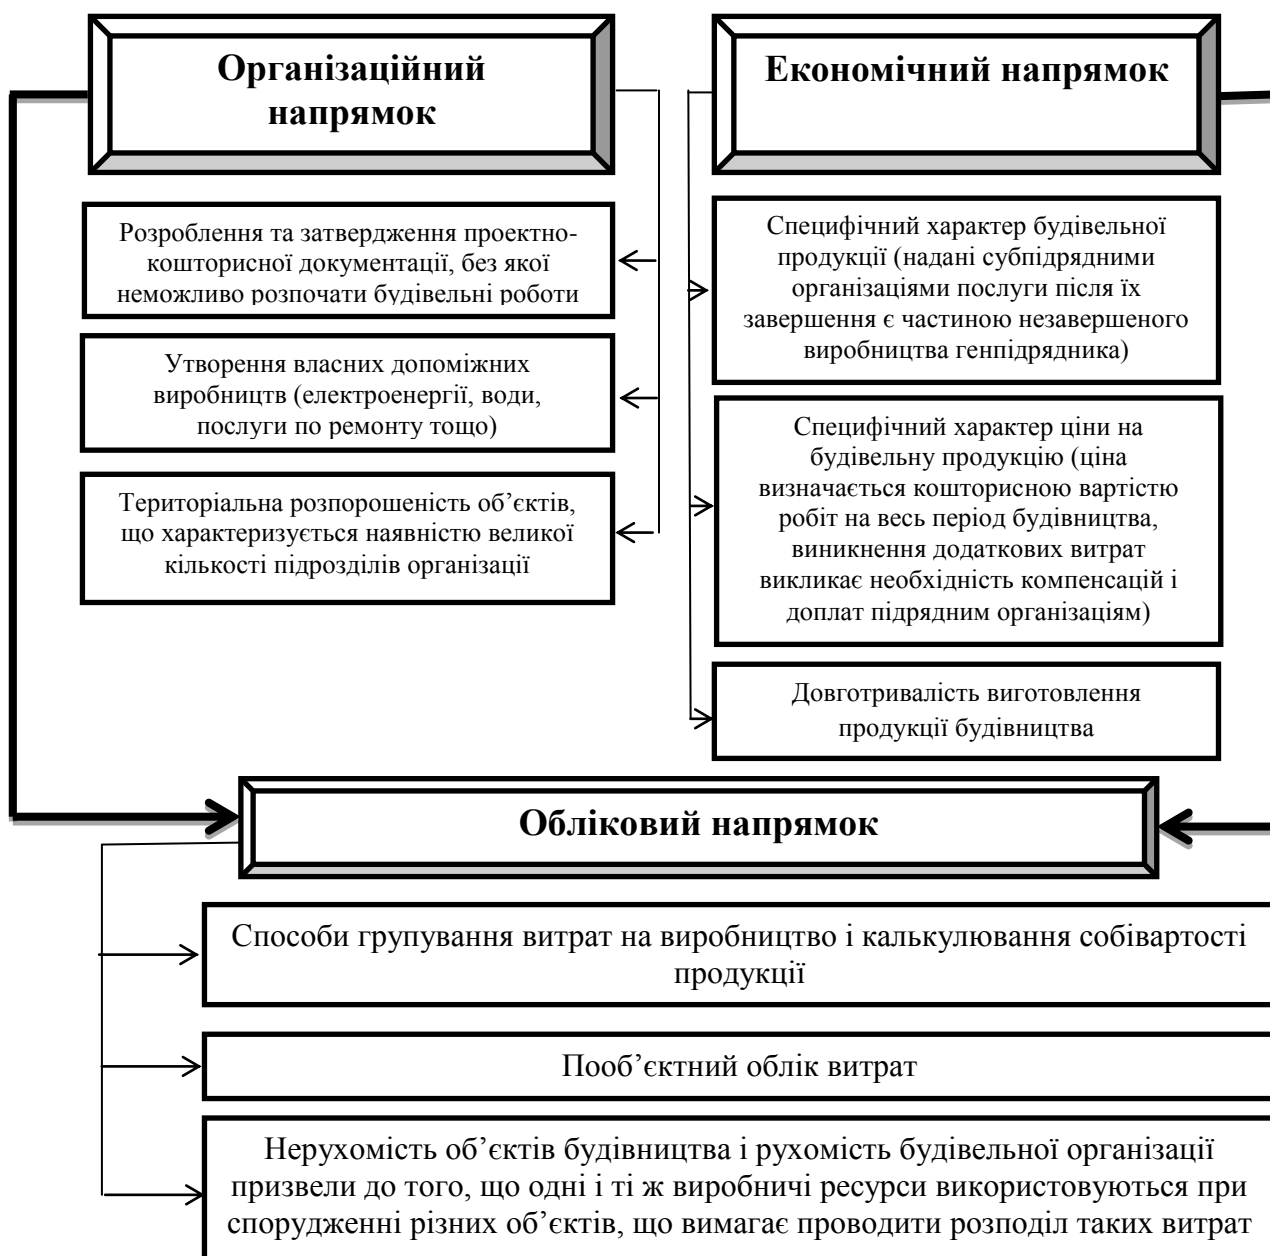 Організаційний
напрямок
Розроблення та затвердження проектно-
кошторисної документації, без якої
неможливо розпочати будівельні роботи
Утворення власних допоміжних
виробництв (електроенергії, води,
послуги по ремонту тощо)
Територіальна розпорошеність об’єктів,
що характеризується наявністю великої
кількості підрозділів організації
Економічний напрямок
Специфічний характер будівельної
продукції (надані субпідрядними
організаціями послуги після їх
завершення є частиною незавершеного
виробництва генпідрядника)
Специфічний характер ціни на
будівельну продукцію (ціна
визначається кошторисною вартістю
робіт на весь період будівництва,
виникнення додаткових витрат
викликає необхідність компенсацій і
доплат підрядним організаціям)
Довготривалість виготовлення
продукції будівництва
Обліковий напрямок
Способи групування витрат на виробництво і калькулювання собівартості
продукції
Пооб’єктний облік витрат
Нерухомість об’єктів будівництва і рухомість будівельної організації
призвели до того, що одні і ті ж виробничі ресурси використовуються при
спорудженні різних об’єктів, що вимагає проводити розподіл таких витрат